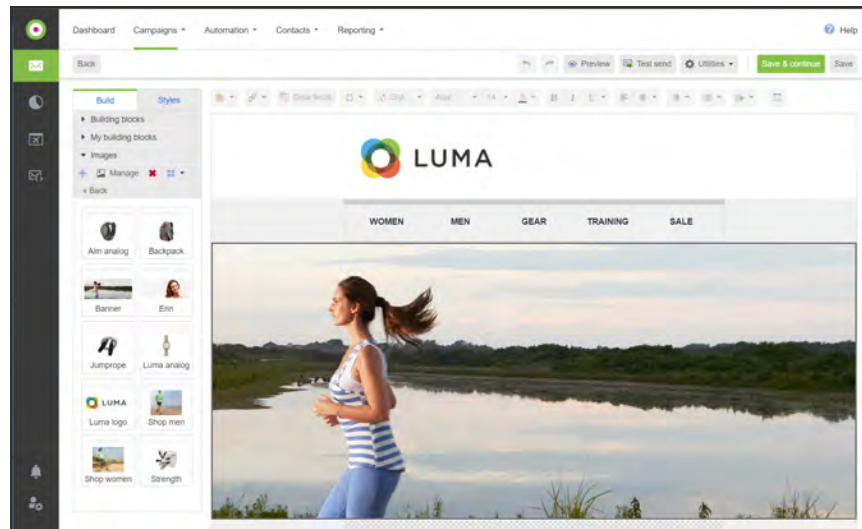 Dashboard Campaigns Automation Contacts Reporting Help
Back Preview Test send Utilities Save & continue Save
Build Styles
Building blocks
My building blocks
Images
Manage
« Back
Alm analog Backpack
Banner Erin
Jumprope Luma analog
LUMA
Luma logo Shop men
Shop women Strength
Arial 14 B I
LUMA
WOMEN MEN GEAR TRAINING SALE